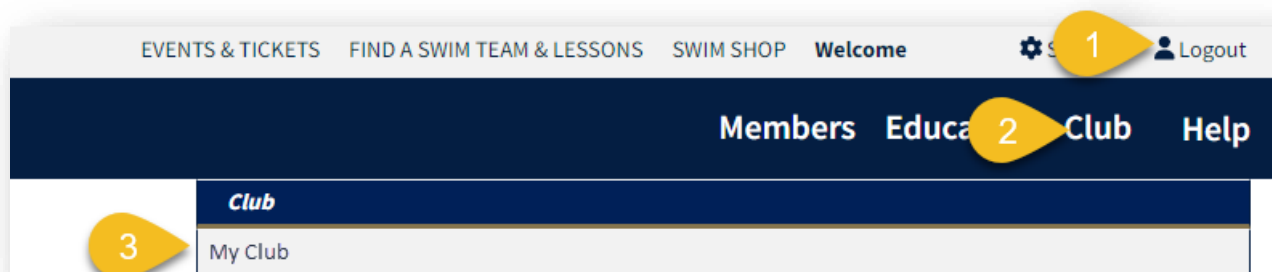 EVENTS & TICKETS FIND A SWIM TEAM & LESSONS SWIM SHOP Welcome 1 Logout
Members 2 Club Help
Club
3 My Club